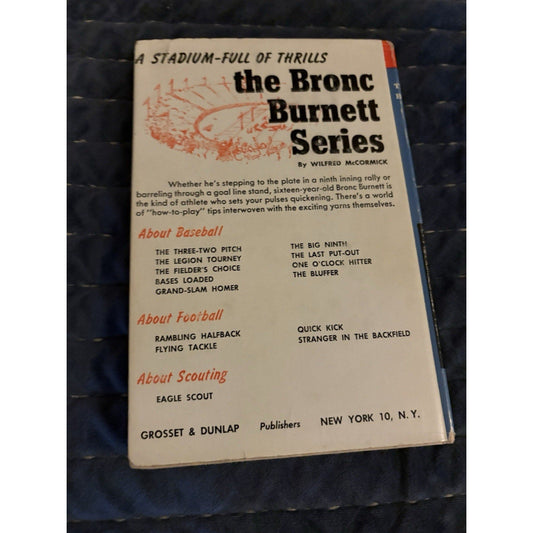 A STADIUM-FULL OF THRILLS
the Bronc
Burnett
Series
By WILFRED McCORMICK
Whether he's stepping to the plate in a ninth inning rally or
barreling through a goal line stand, sixteen-year-old Bronc Burnett is
the kind of athlete who sets your pulses quickening. There's a world
of "how-to-play" tips interwoven with the exciting yarns themselves.
About Baseball
THE THREE-TWO PITCH
THE LEGION TOURNEY
THE FIELDER'S CHOICE
BASES LOADED
GRAND-SLAM HOMER
THE BIG NINTH
THE LAST PUT-OUT
ONE O'CLOCK HITTER
THE BLUFFER
About Football
RAMBLING HALFBACK
FLYING TACKLE
QUICK KICK
STRANGER IN THE BACKFIELD
About Scouting
EAGLE SCOUT
GROSSET & DUNLAP Publishers NEW YORK 10, N. Y.